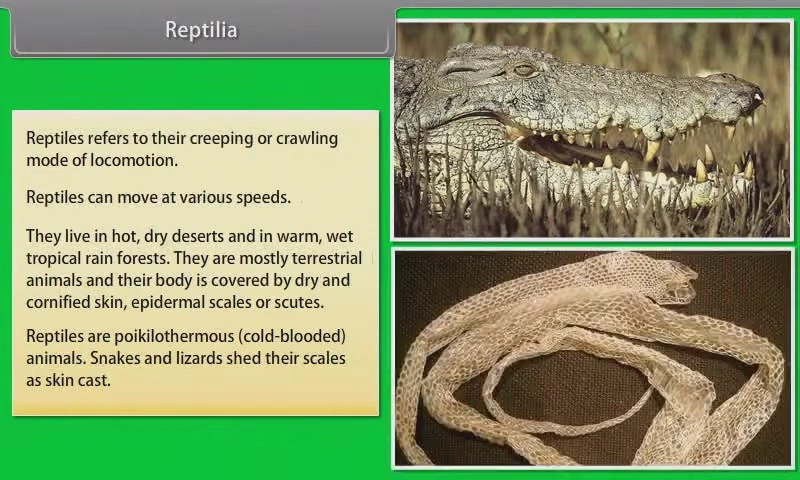 Reptilia
Reptiles refers to their creeping or crawling
mode of locomotion.
Reptiles can move at various speeds.
They live in hot, dry deserts and in warm, wet
tropical rain forests. They are mostly terrestrial
animals and their body is covered by dry and
cornified skin, epidermal scales or scutes.
Reptiles are poikilothermous (cold-blooded)
animals. Snakes and lizards shed their scales
as skin cast.